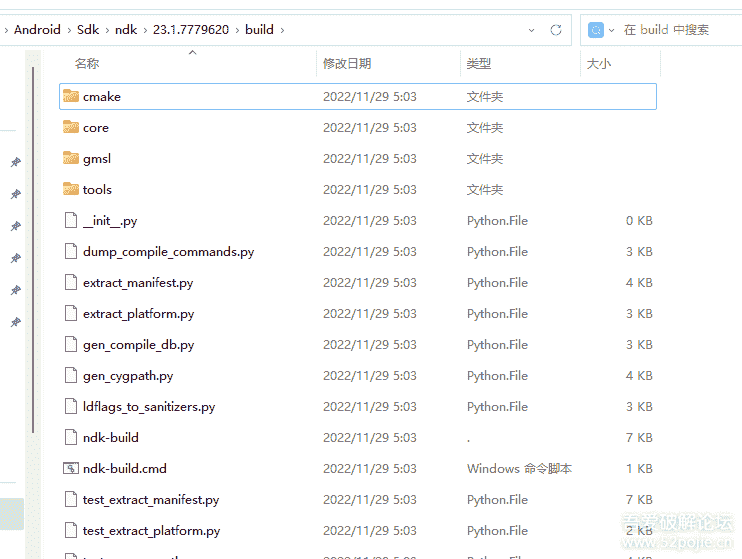 Android > Sdk > ndk > 23.1.7779620 > build >
在 build 中搜索
名称 修改日期 类型 大小
cmake 2022/11/29 5:03 文件夹
core 2022/11/29 5:03 文件夹
gmsl 2022/11/29 5:03 文件夹
tools 2022/11/29 5:03 文件夹
__init__.py 2022/11/29 5:03 Python.File 0 KB
dump_compile_commands.py 2022/11/29 5:03 Python.File 3 KB
extract_manifest.py 2022/11/29 5:03 Python.File 4 KB
extract_platform.py 2022/11/29 5:03 Python.File 3 KB
gen_compile_db.py 2022/11/29 5:03 Python.File 3 KB
gen_cygpath.py 2022/11/29 5:03 Python.File 4 KB
ldflags_to_sanitizers.py 2022/11/29 5:03 Python.File 3 KB
ndk-build 2022/11/29 5:03 . 7 KB
ndk-build.cmd 2022/11/29 5:03 Windows 命令脚本 1 KB
test_extract_manifest.py 2022/11/29 5:03 Python.File 7 KB
test_extract_platform.py 2022/11/29 5:03 Python.File 2 KB
吾爱破解论坛
www.52pojie.cn